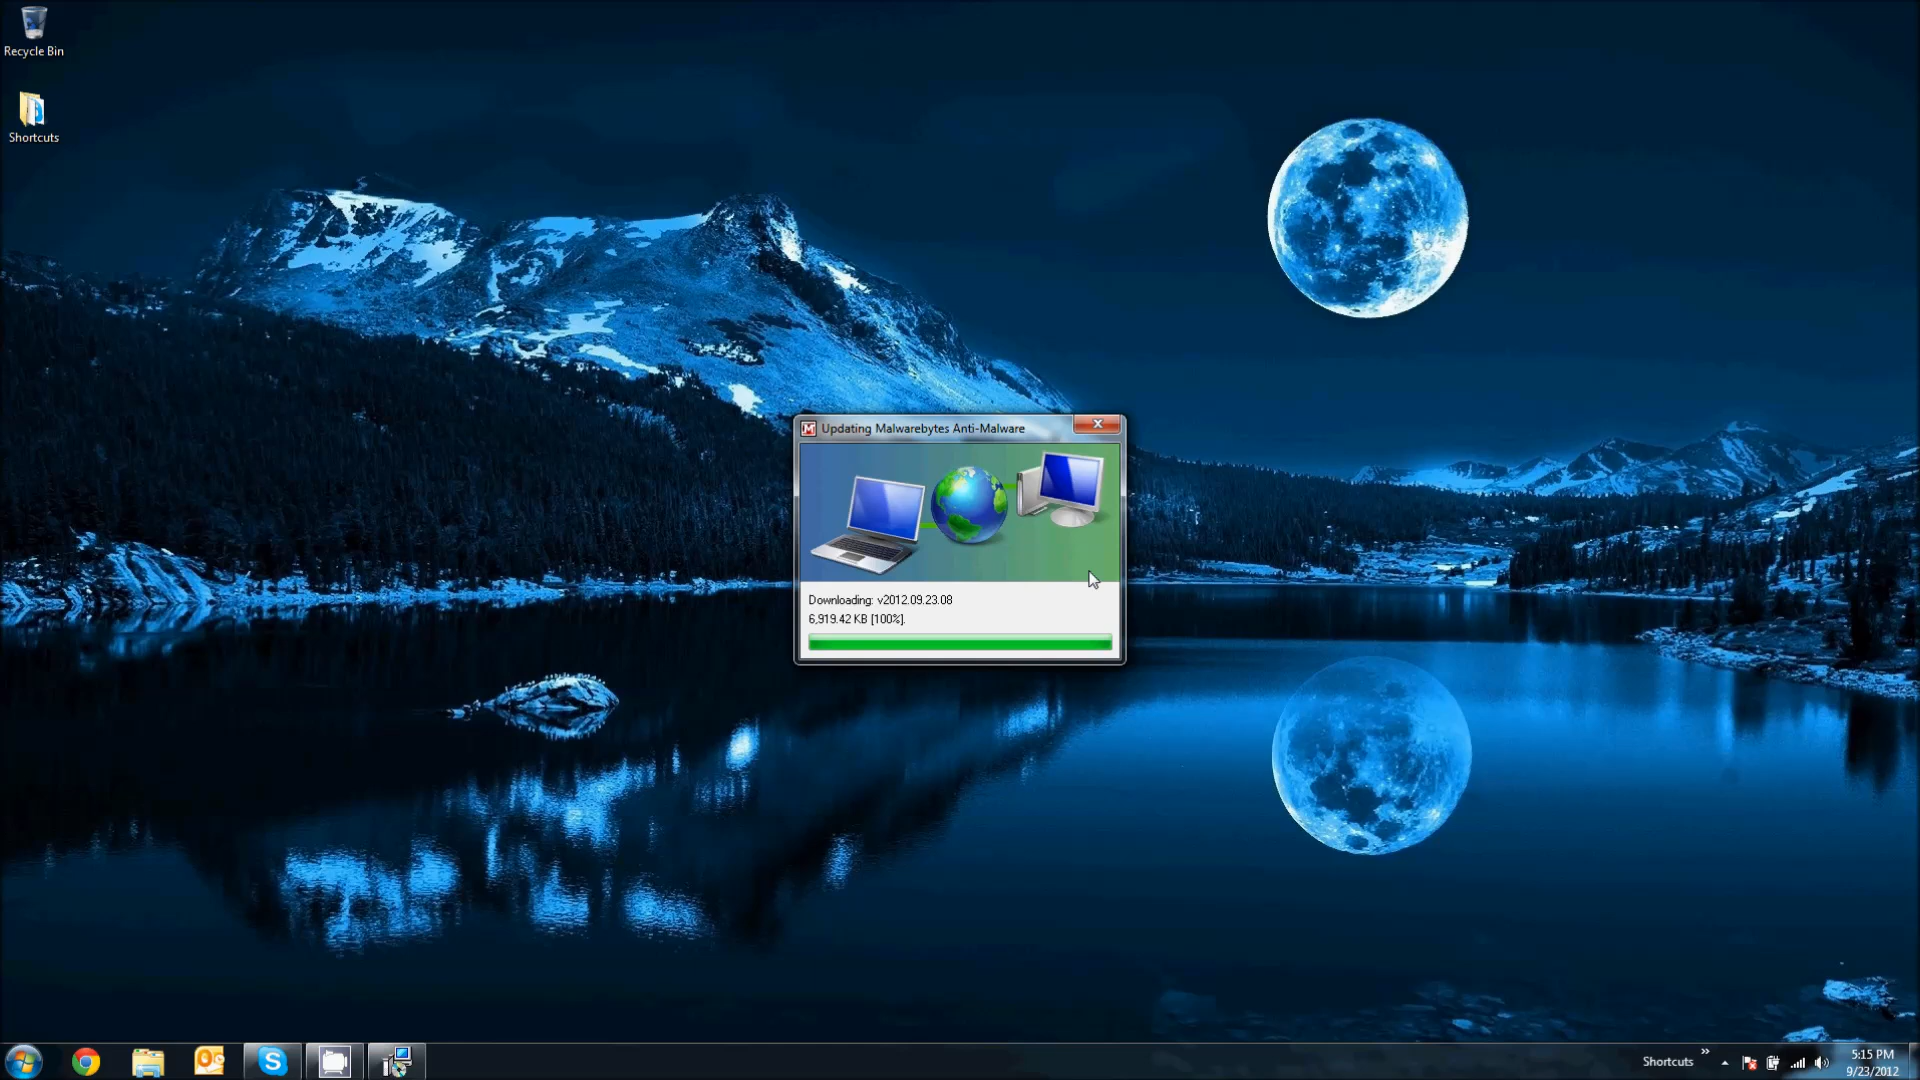 Recycle Bin
Shortcuts
Updating Malwarebytes Anti-Malware
Downloading: v2012.09.23.08
6,919.42 KB [100%].
Shortcuts
5:15 PM
9/23/2012